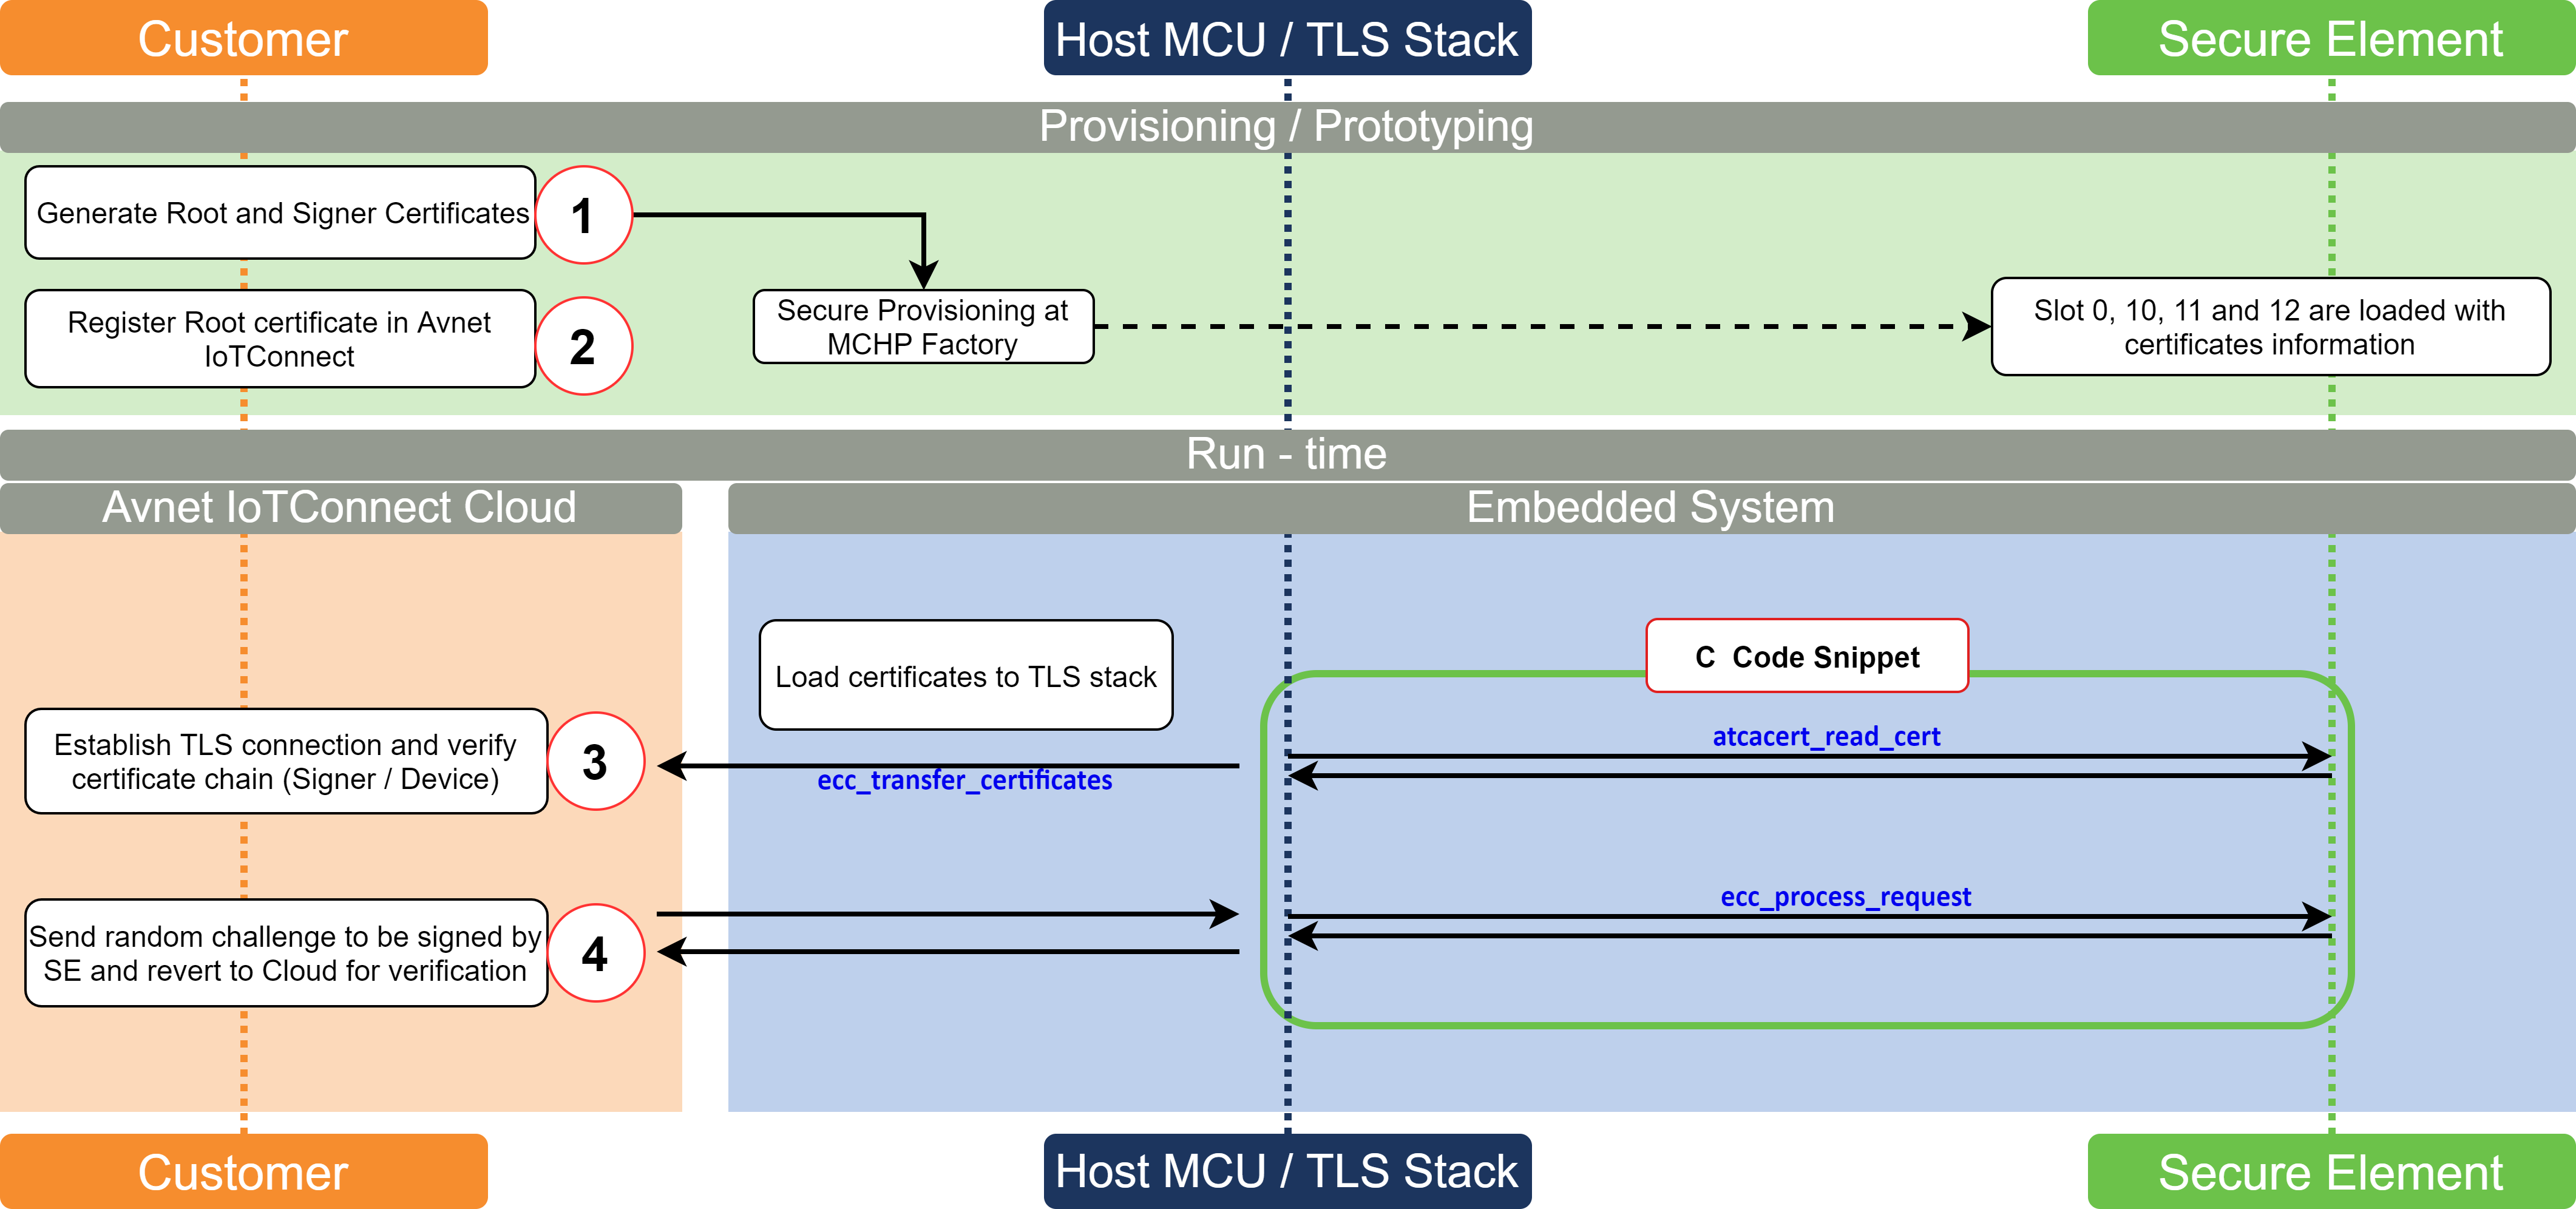 Customer
Host MCU / TLS Stack
Secure Element
Provisioning / Prototyping
Generate Root and Signer Certificates
1
Register Root certificate in Avnet
IoTConnect
2
Secure Provisioning at
MCHP Factory
Slot 0, 10, 11 and 12 are loaded with
certificates information
Run - time
Avnet IoTConnect Cloud
Embedded System
Load certificates to TLS stack
C Code Snippet
Establish TLS connection and verify
certificate chain (Signer / Device)
3
ecc_transfer_certificates
atcacert_read_cert
Send random challenge to be signed by
SE and revert to Cloud for verification
4
ecc_process_request
Customer
Host MCU / TLS Stack
Secure Element